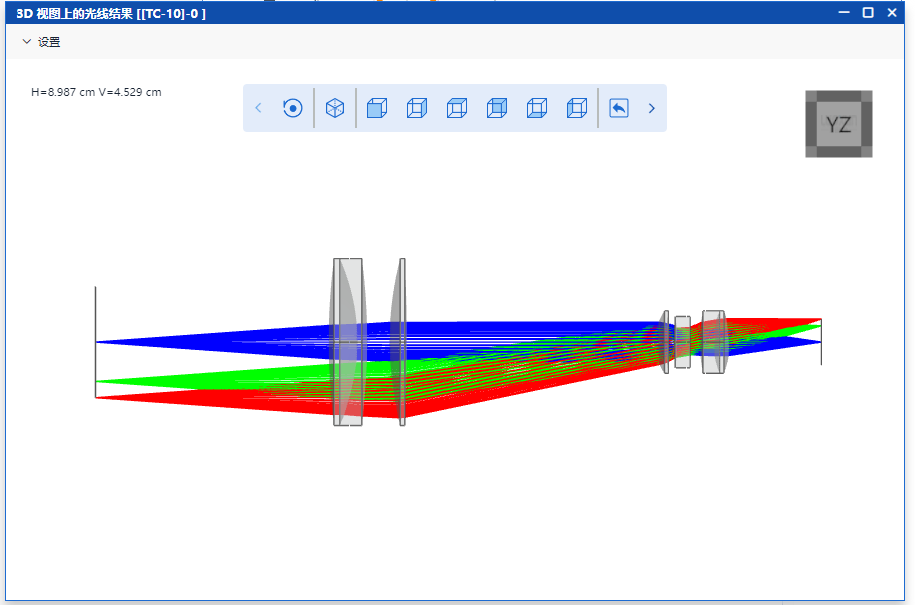 3D 视图上的光线结果 [[TC-10]-0 ]
设置
H=8.987 cm V=4.529 cm
YZ